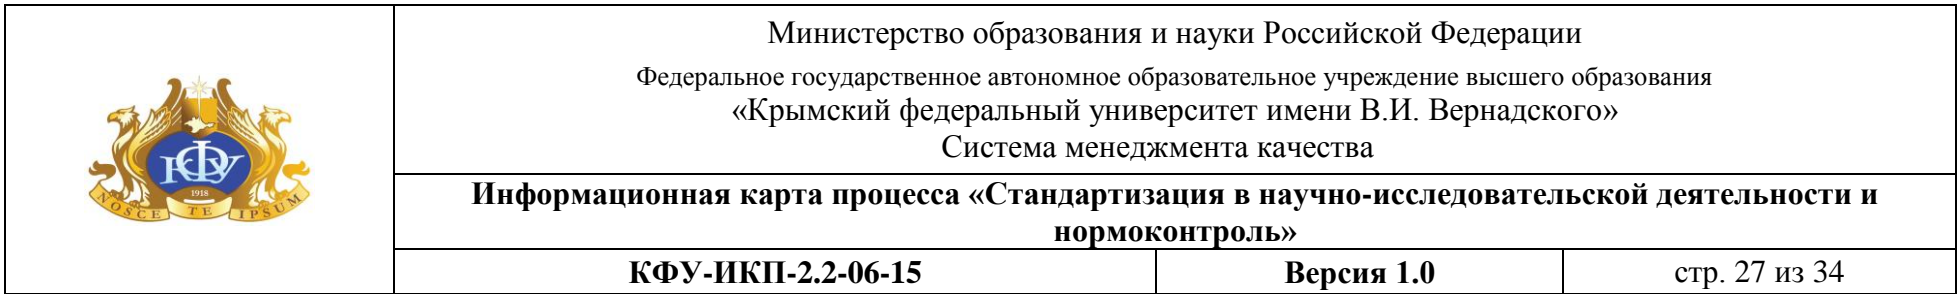 Министерство образования и науки Российской Федерации
Федеральное государственное автономное образовательное учреждение высшего образования
«Крымский федеральный университет имени В.И. Вернадского»
Система менеджмента качества
КФУ
1918
NOSCE TE IPSUM
Информационная карта процесса «Стандартизация в научно-исследовательской деятельности и
нормоконтроль»
КФУ-ИКП-2.2-06-15 Версия 1.0 стр. 27 из 34